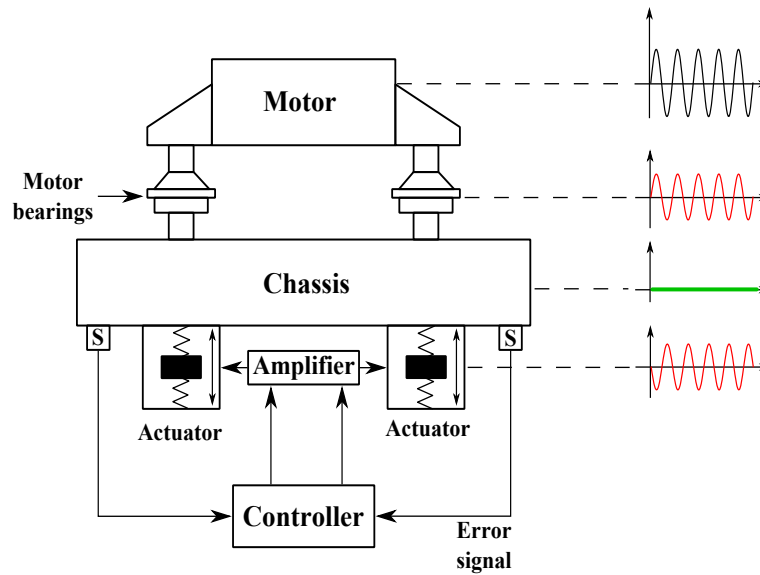 Motor
Motor
bearings
Chassis
S
S
Amplifier
Actuator
Actuator
Controller
Error
signal